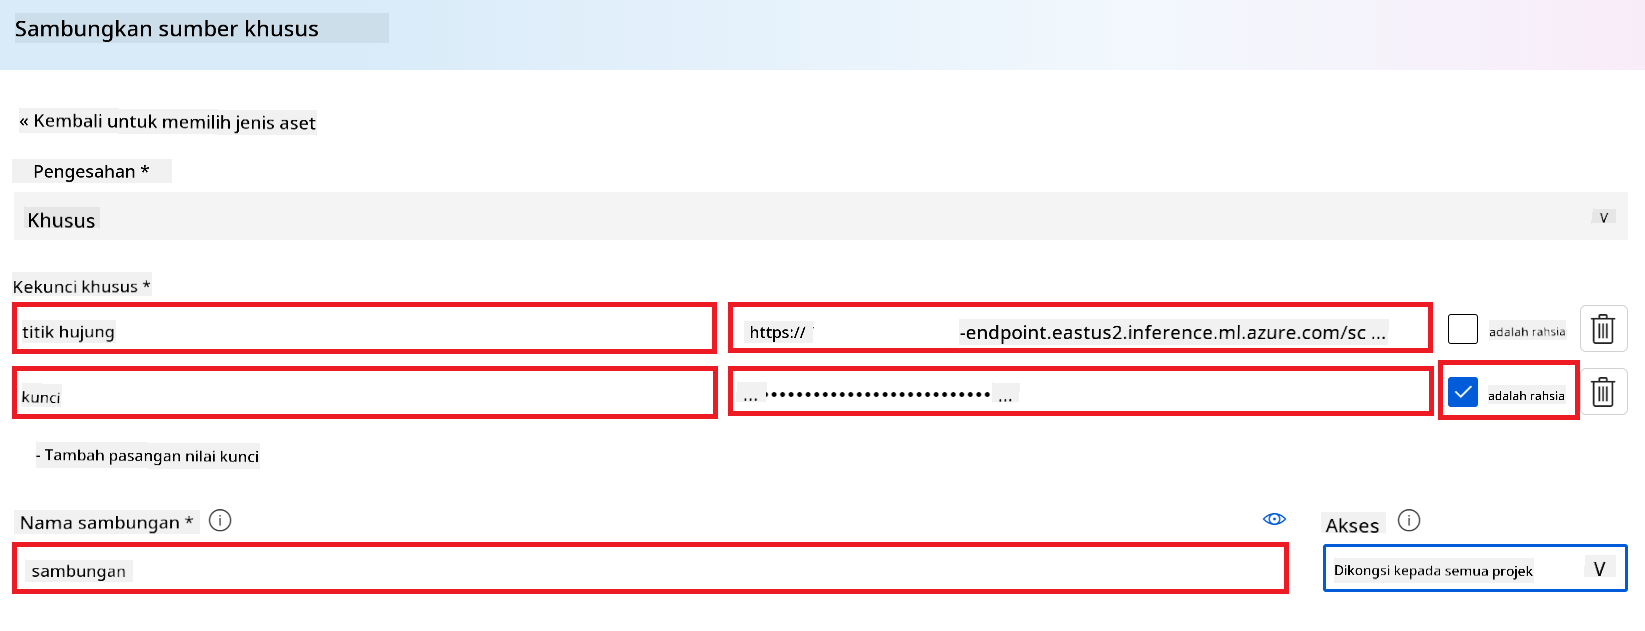 Sambungkan sumber khusus
« Kembali untuk memilih jenis aset
Pengesahan *
Khusus V
Kekunci khusus *
titik hujung https:// -endpoint.eastus2.inference.ml.azure.com/sc ... adalah rahsia
kunci ... •••••••••••••••••••••••••• ... adalah rahsia
- Tambah pasangan nilai kunci
Nama sambungan * Akses
sambungan Dikongsi kepada semua projek V